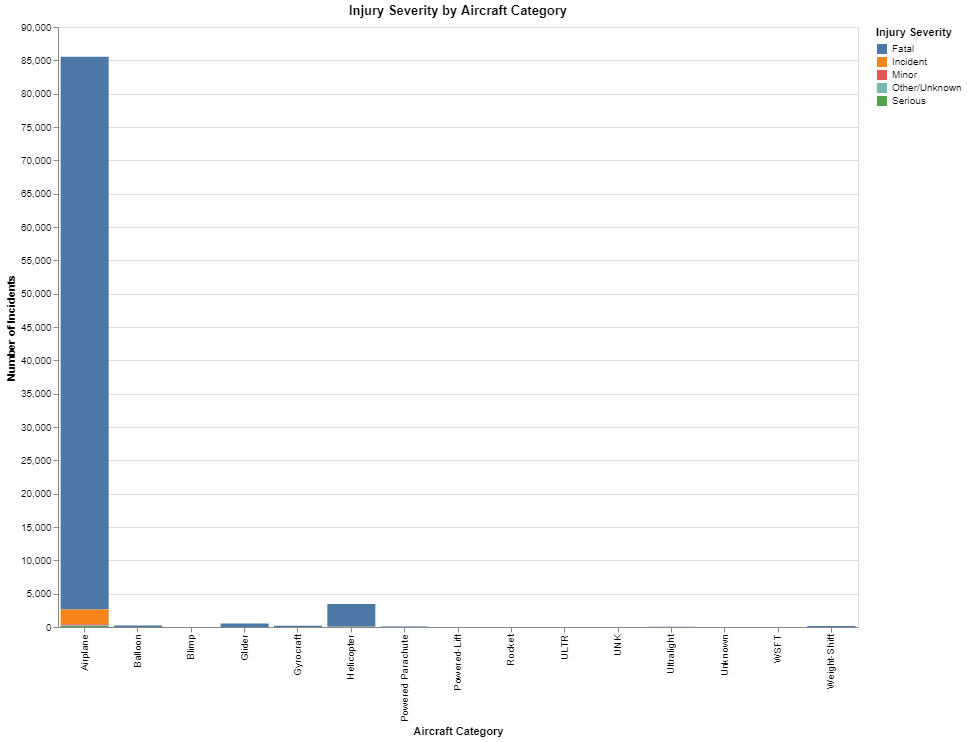 Injury Severity by Aircraft Category
90,000
85,000
80,000
75,000
70,000
65,000
60,000
55,000
50,000
45,000
40,000
35,000
30,000
25,000
20,000
15,000
10,000
5,000
0
Number of Incidents
Airplane
Balloon
Blimp
Glider
Gyrocraft
Helicopter
Powered Parachute
Powered-Lift
Rocket
ULTR
UNK
Ultralight
Unknown
WSFT
Weight-Shift
Aircraft Category
Injury Severity
Fatal
Incident
Minor
Other/Unknown
Serious